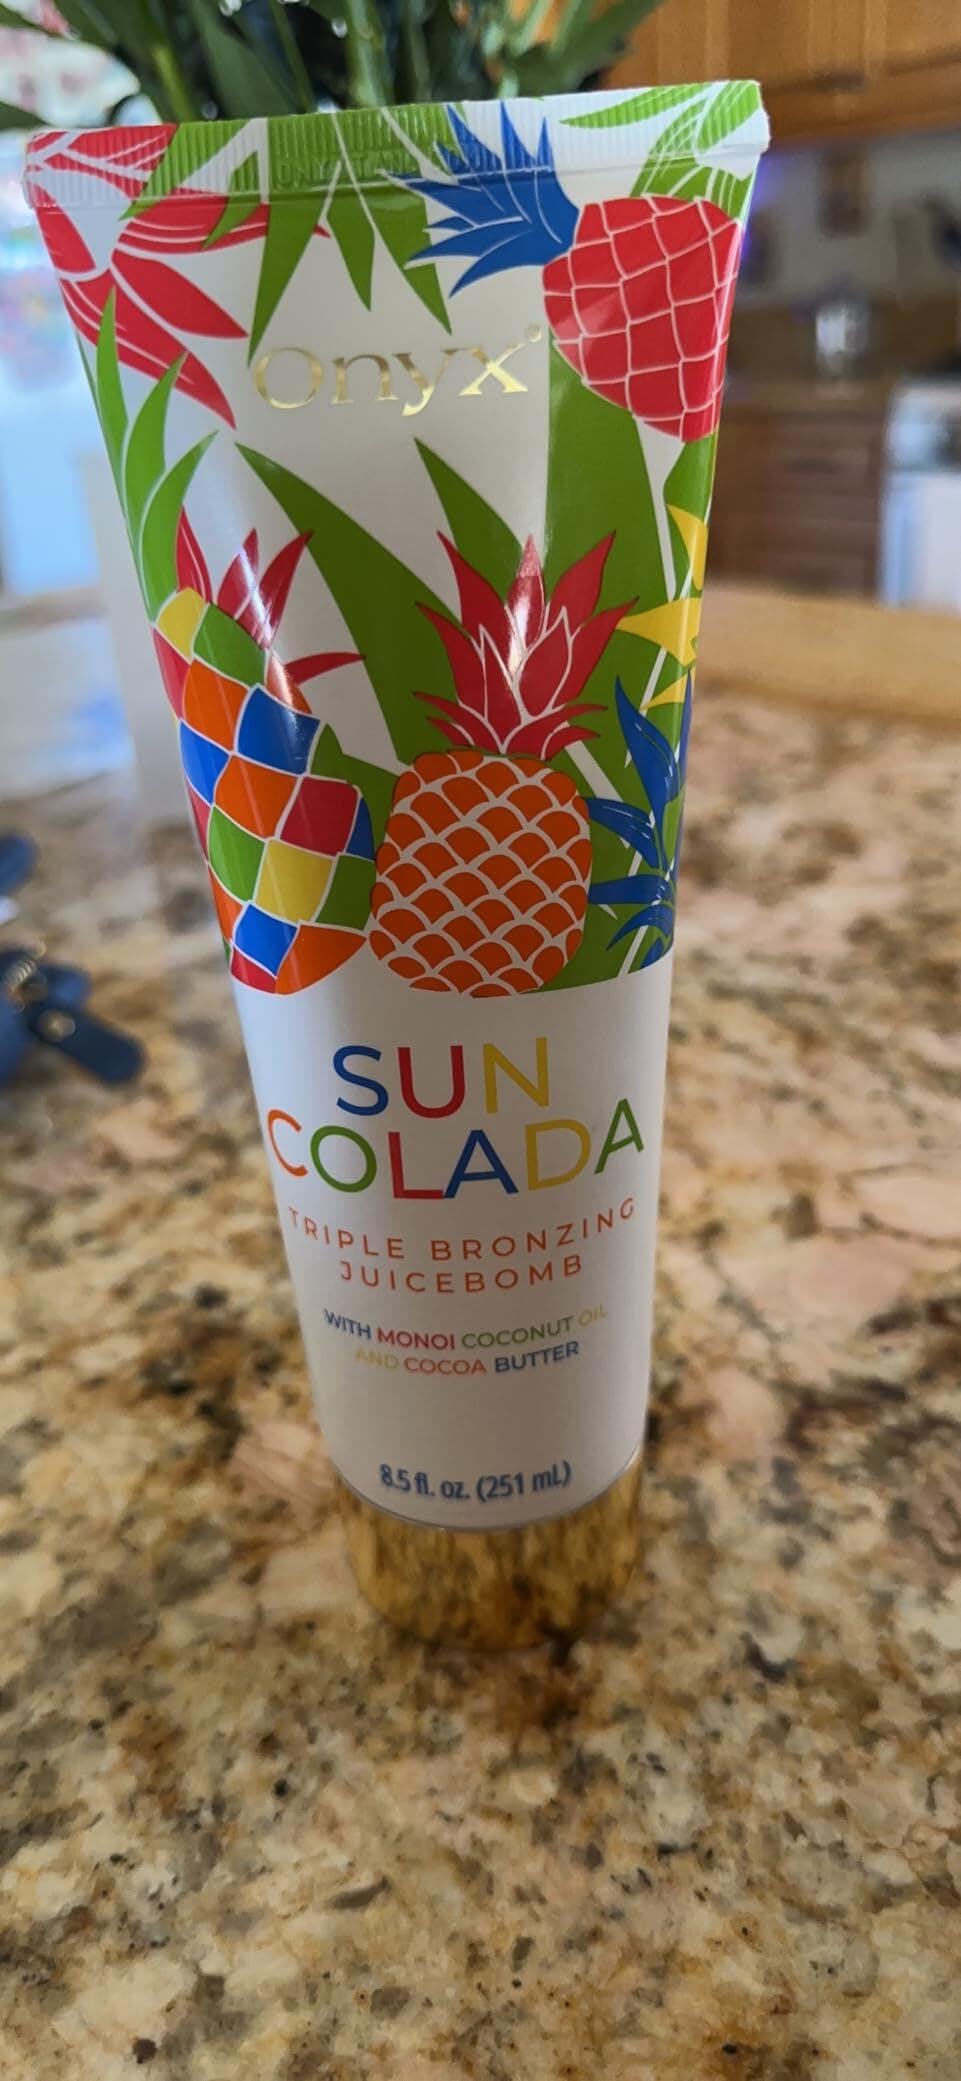 Onyx®
SUN
COLADA
TRIPLE BRONZING
JUICEBOMB
WITH MONOI COCONUT OIL
AND COCOA BUTTER
8.5 fl. oz. (251 mL)